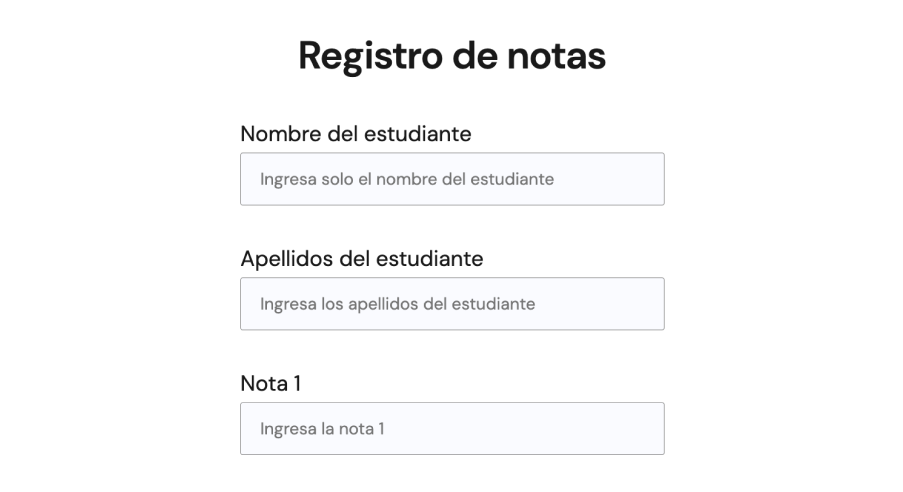 Registro de notas
Nombre del estudiante
Ingresa solo el nombre del estudiante
Apellidos del estudiante
Ingresa los apellidos del estudiante
Nota 1
Ingresa la nota 1